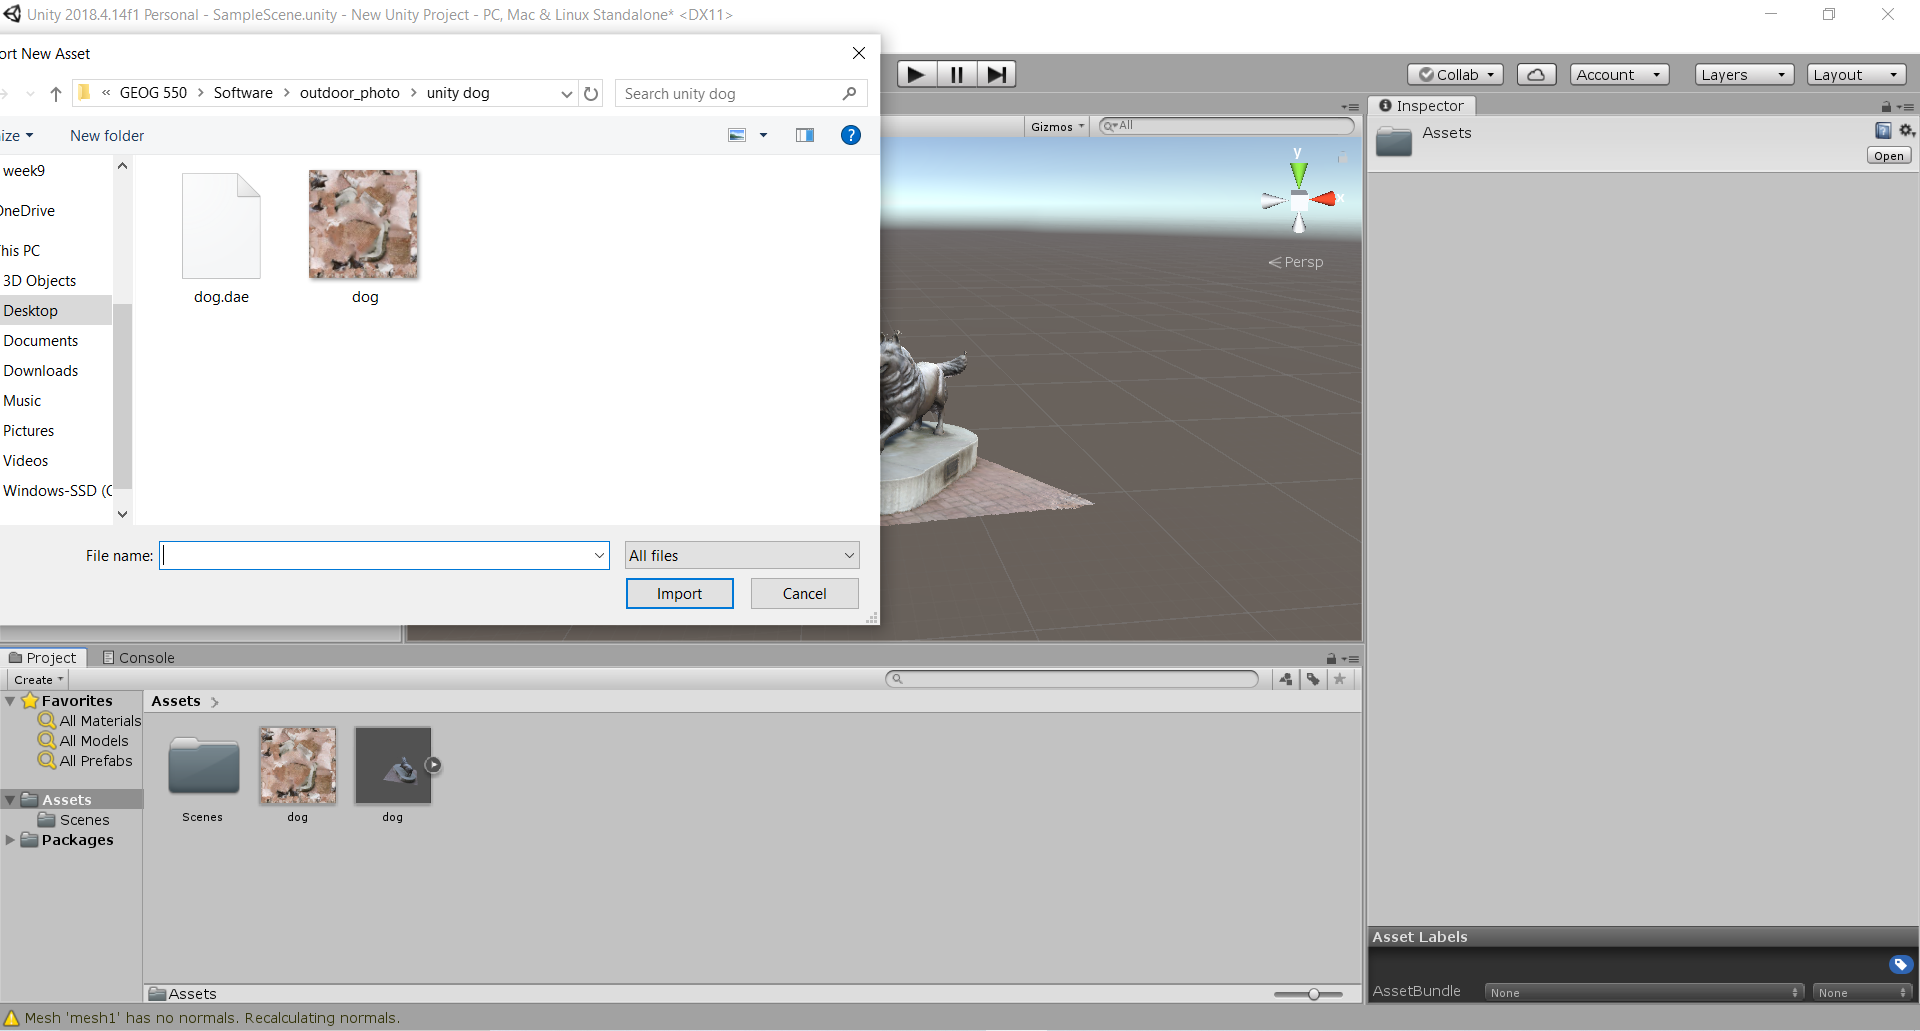 Unity 2018.4.14f1 Personal - SampleScene.unity - New Unity Project - PC, Mac & Linux Standalone* <DX11>
ort New Asset
« GEOG 550 > Software > outdoor_photo > unity dog
Search unity dog
ize
New folder
week9
OneDrive
his PC
3D Objects
Desktop
Documents
Downloads
Music
Pictures
Videos
Windows-SSD (C
dog.dae
dog
File name:
All files
Import
Cancel
Collab
Account
Layers
Layout
Gizmos
All
y
x
Persp
Inspector
Assets
Open
Project
Console
Create
Favorites
All Materials
All Models
All Prefabs
Assets
Scenes
Packages
Assets >
Scenes
dog
dog
Assets
Asset Labels
AssetBundle
None
None
Mesh 'mesh1' has no normals. Recalculating normals.